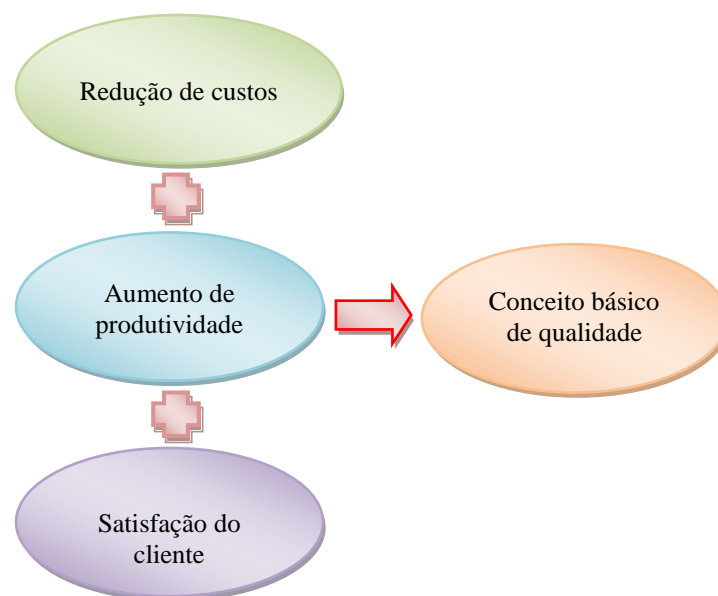 Redução de custos
Aumento de
produtividade
Conceito básico
de qualidade
Satisfação do
cliente